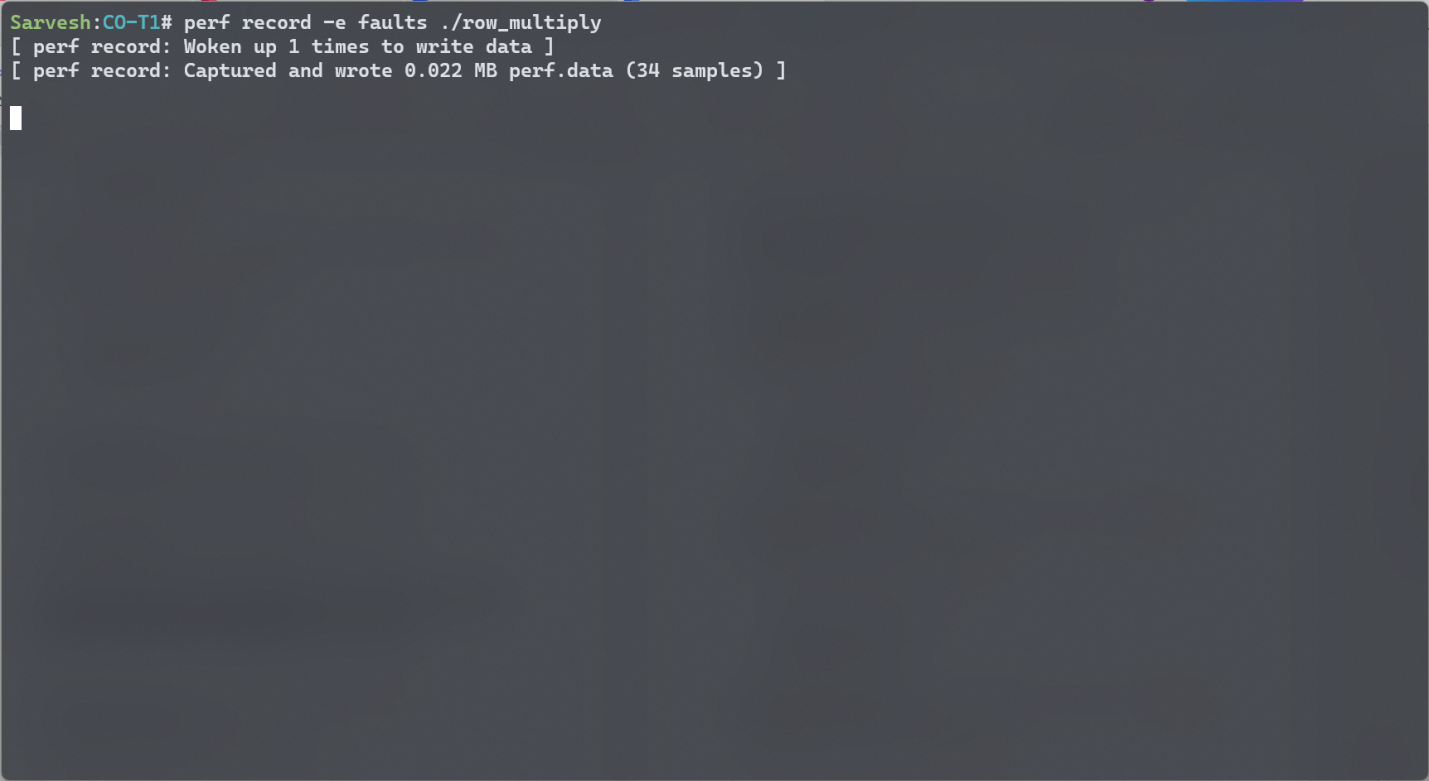 Sarvesh:CO-T1# perf record -e faults ./row_multiply
[ perf record: Woken up 1 times to write data ]
[ perf record: Captured and wrote 0.022 MB perf.data (34 samples) ]